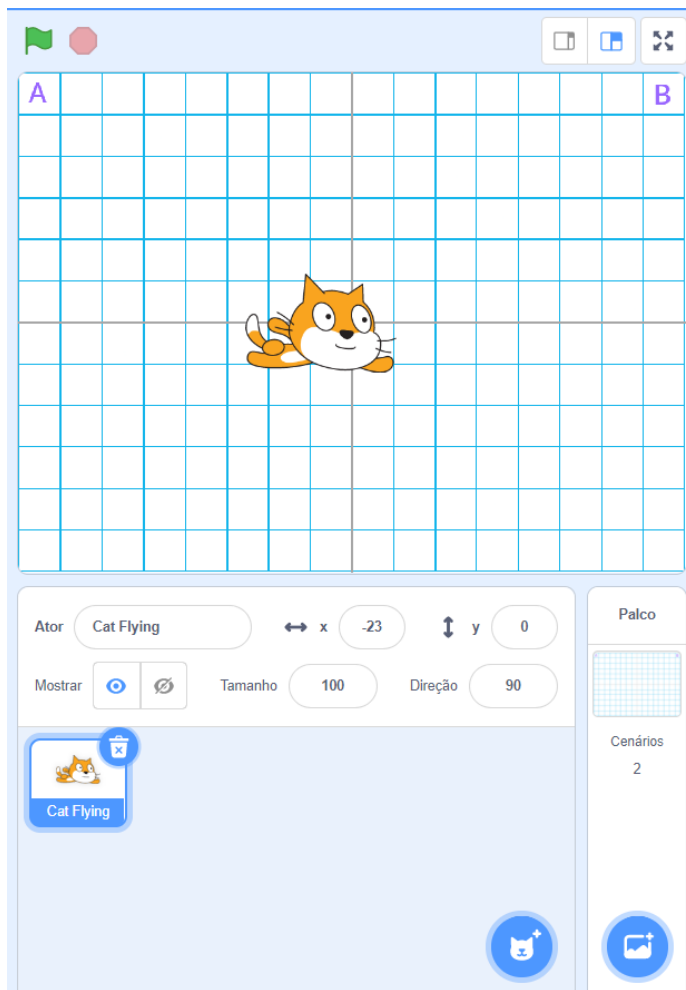 A B
Ator Cat Flying x -23 y 0
Mostrar Tamanho 100 Direção 90
Cat Flying
Palco
Cenários
2